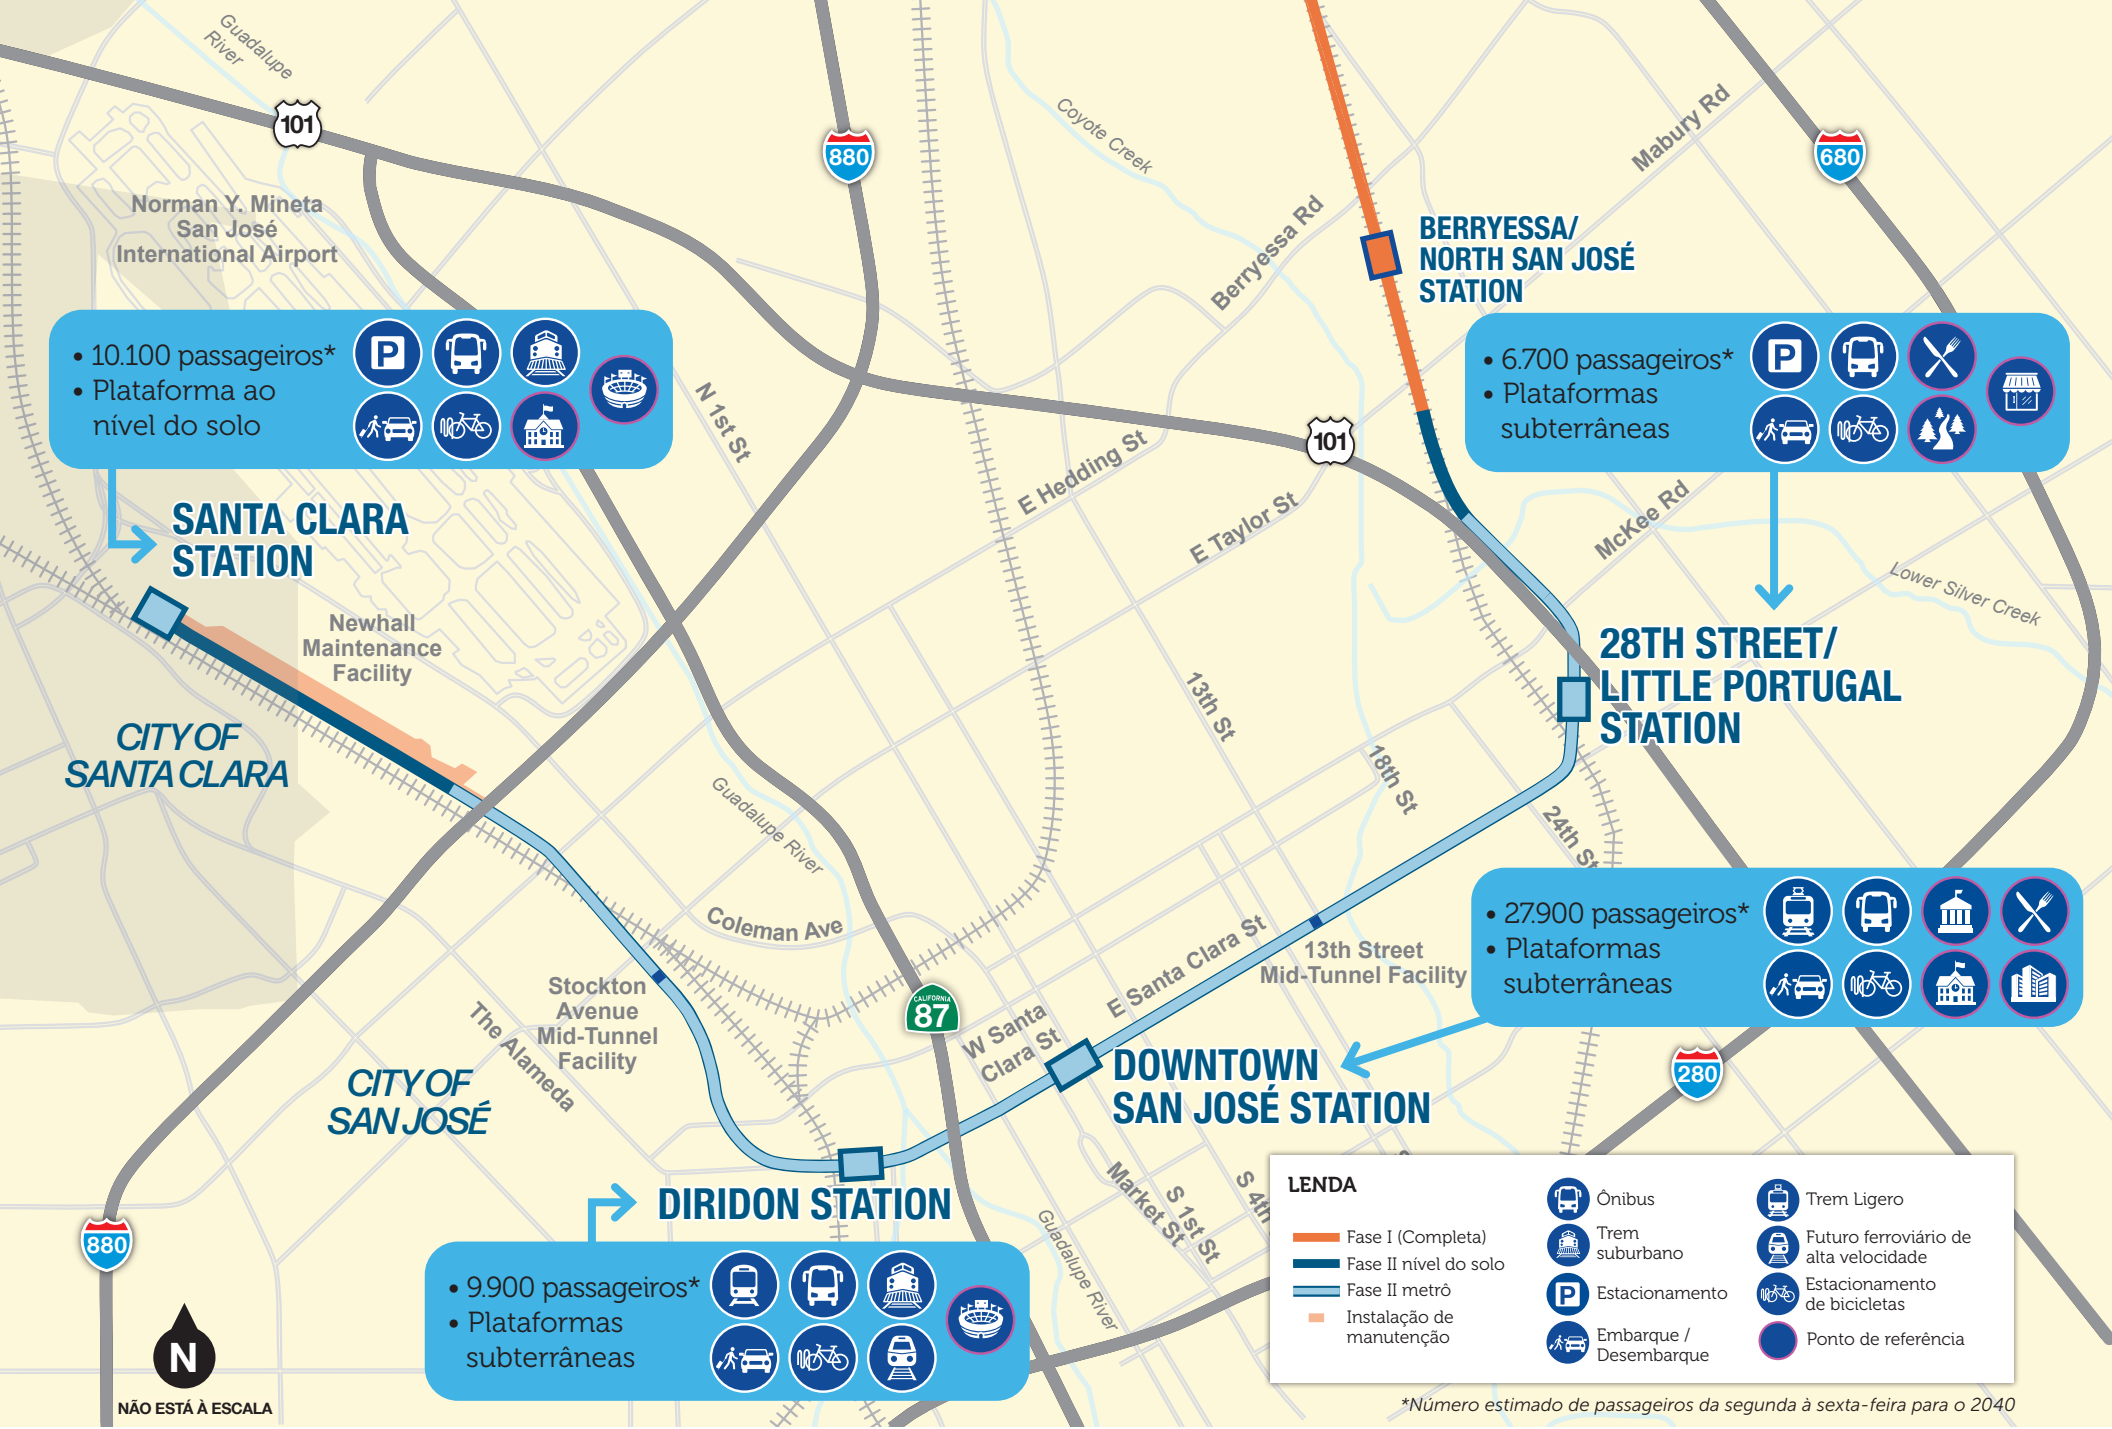 Guadalupe
River
101
880
Coyote Creek
Mabury Rd
680
Norman Y. Mineta
San José
International Airport
Berryessa Rd
BERRYESSA/
NORTH SAN JOSÉ
STATION
• 10.100 passageiros*
• Plataforma ao
nível do solo
P
N 1st St
• 6.700 passageiros*
• Plataformas
subterrâneas
P
E Hedding St
101
E Taylor St
McKee Rd
SANTA CLARA
STATION
Lower Silver Creek
Newhall
Maintenance
Facility
28TH STREET/
LITTLE PORTUGAL
STATION
13th St
18th St
24th St
CITY OF
SANTA CLARA
Guadalupe River
Coleman Ave
• 27.900 passageiros*
• Plataformas
subterrâneas
E Santa Clara St
13th Street
Mid-Tunnel Facility
Stockton
Avenue
Mid-Tunnel
Facility
The Alameda
CALIFORNIA
87
W Santa
Clara St
DOWNTOWN
SAN JOSÉ STATION
280
CITY OF
SAN JOSÉ
DIRIDON STATION
Market St
S 1st St
S 4th
Guadalupe River
880
• 9.900 passageiros*
• Plataformas
subterrâneas
N
NÃO ESTÁ À ESCALA
LENDA
Fase I (Completa)
Fase II nível do solo
Fase II metrô
Instalação de
manutenção
Ônibus
Trem
suburbano
P
Estacionamento
Embarque /
Desembarque
Trem Ligero
Futuro ferroviário de
alta velocidade
Estacionamento
de bicicletas
Ponto de referência
*Número estimado de passageiros da segunda à sexta-feira para o 2040